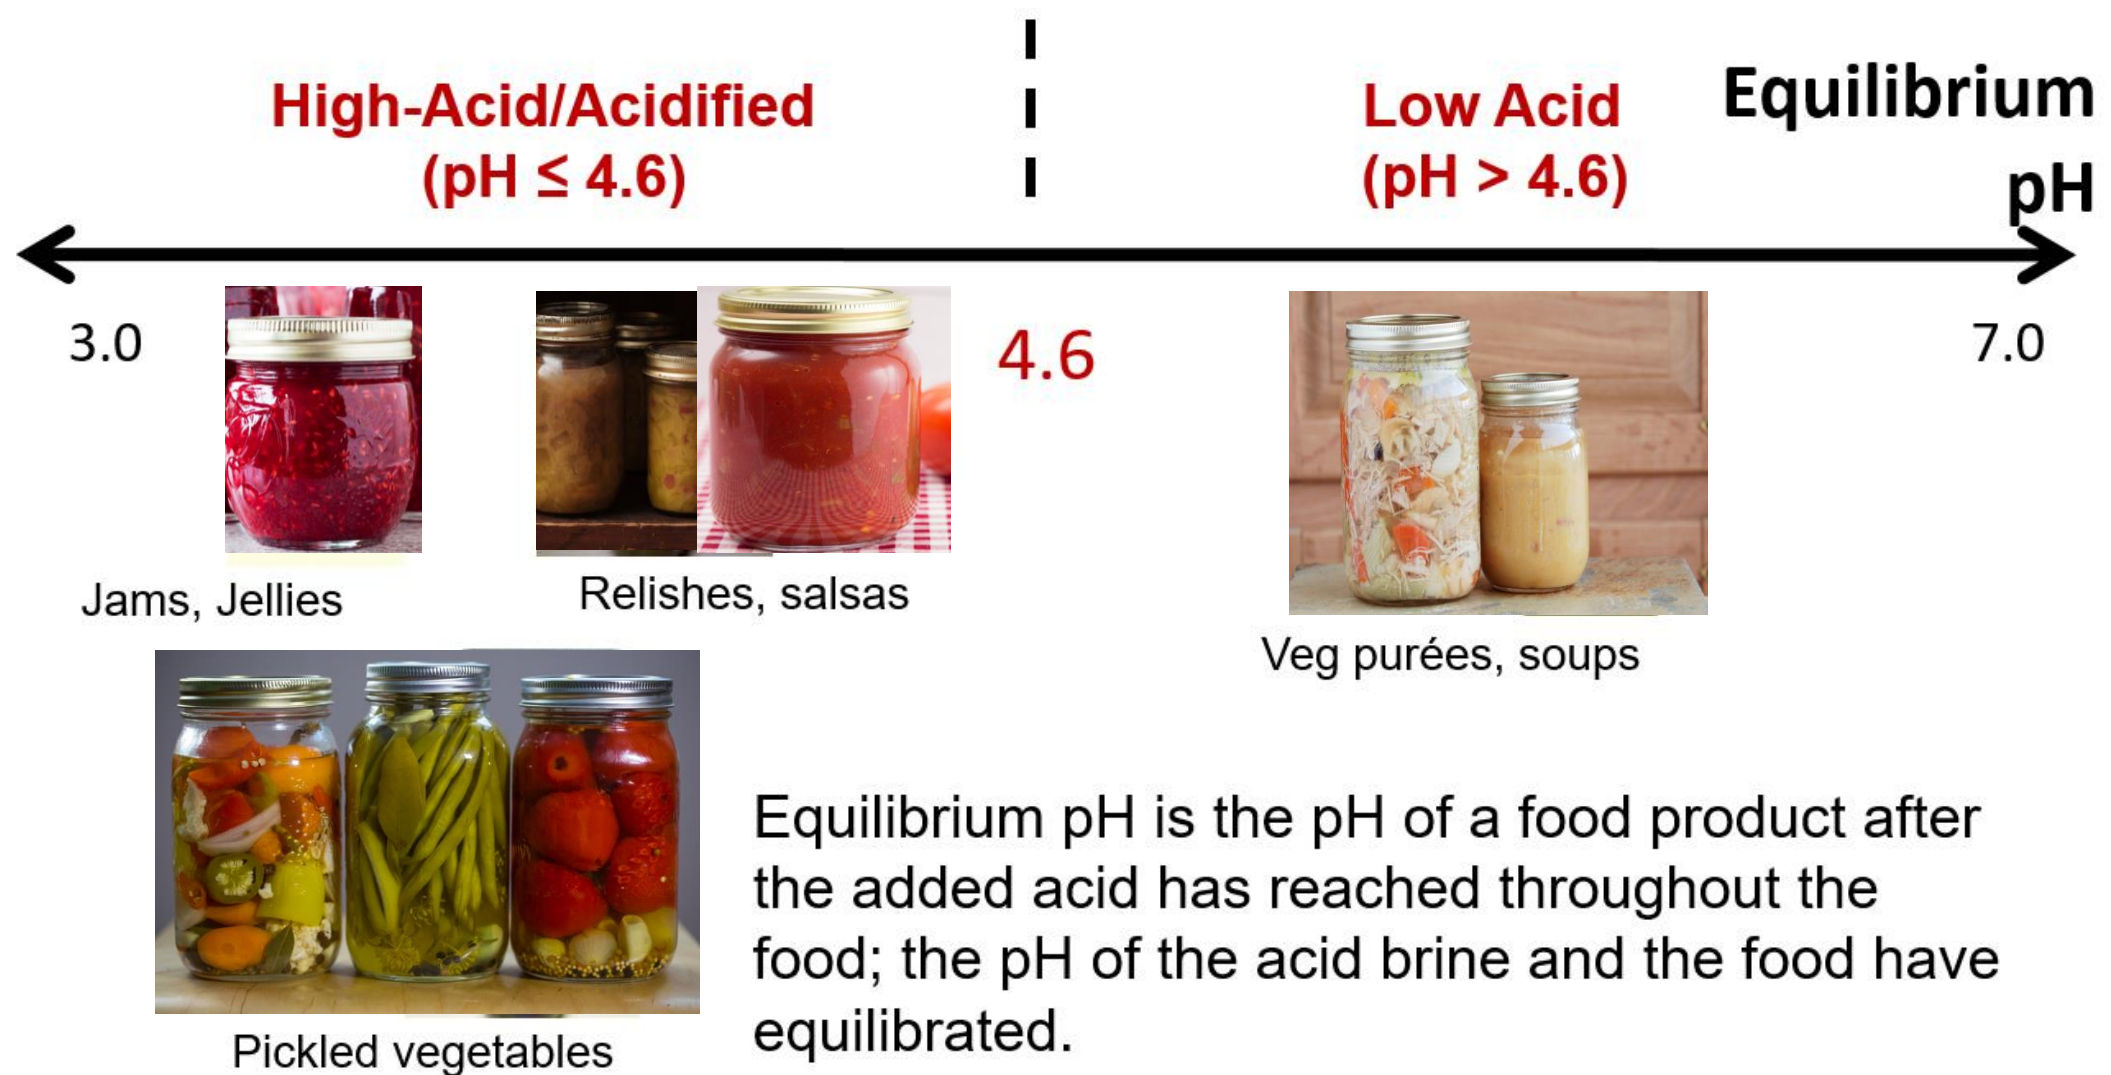 High-Acid/Acidified
(pH ≤ 4.6)
Low Acid
(pH > 4.6)
Equilibrium
pH
3.0
4.6
7.0
Jams, Jellies
Relishes, salsas
Veg purées, soups
Pickled vegetables
Equilibrium pH is the pH of a food product after
the added acid has reached throughout the
food; the pH of the acid brine and the food have
equilibrated.